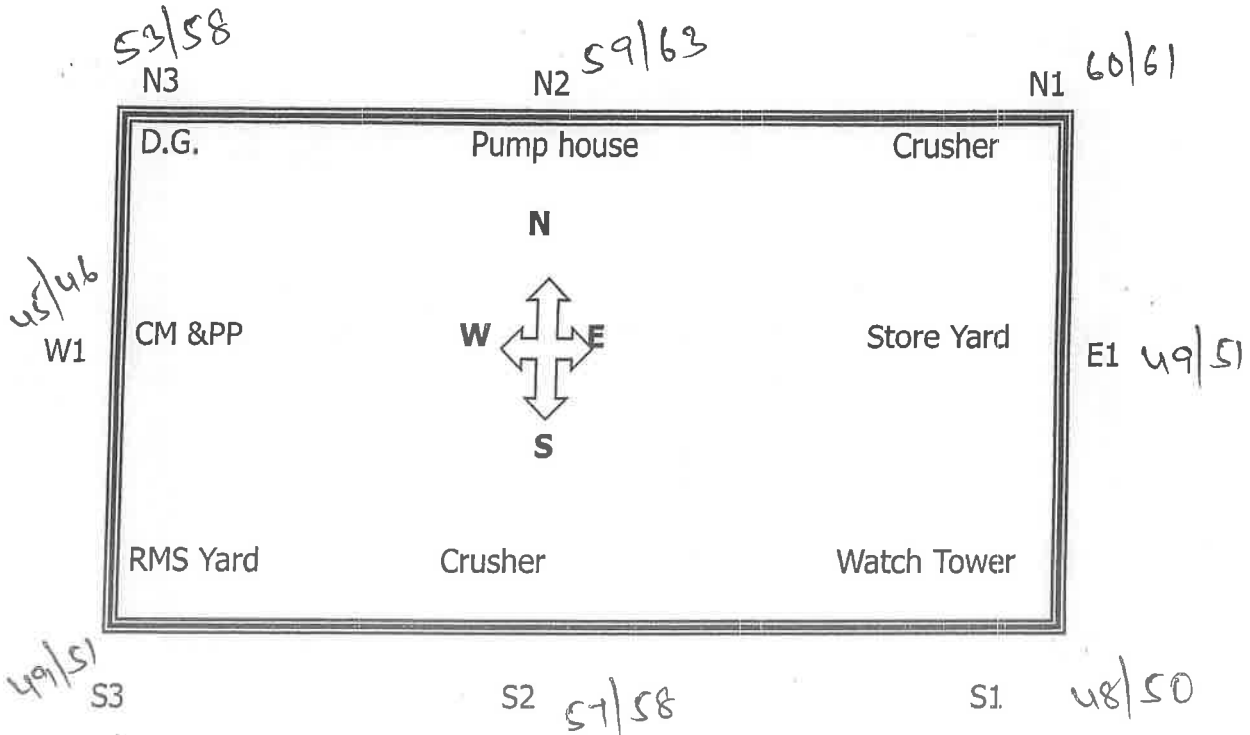 53/58 59/63 60/61
N3 N2 N1
D.G. Pump house Crusher
N
45/46
W1 CM &PP W E Store Yard E1 49/51
S
RMS Yard Crusher Watch Tower
49/51
S3 S2 57/58 S1 48/50